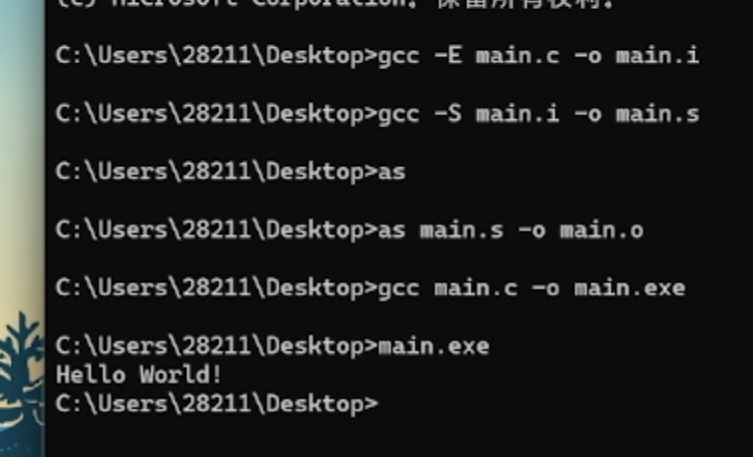 (c) Microsoft Corporation。保留所有权利。
C:\Users\28211\Desktop>gcc -E main.c -o main.i
C:\Users\28211\Desktop>gcc -S main.i -o main.s
C:\Users\28211\Desktop>as
C:\Users\28211\Desktop>as main.s -o main.o
C:\Users\28211\Desktop>gcc main.c -o main.exe
C:\Users\28211\Desktop>main.exe
Hello World!
C:\Users\28211\Desktop>